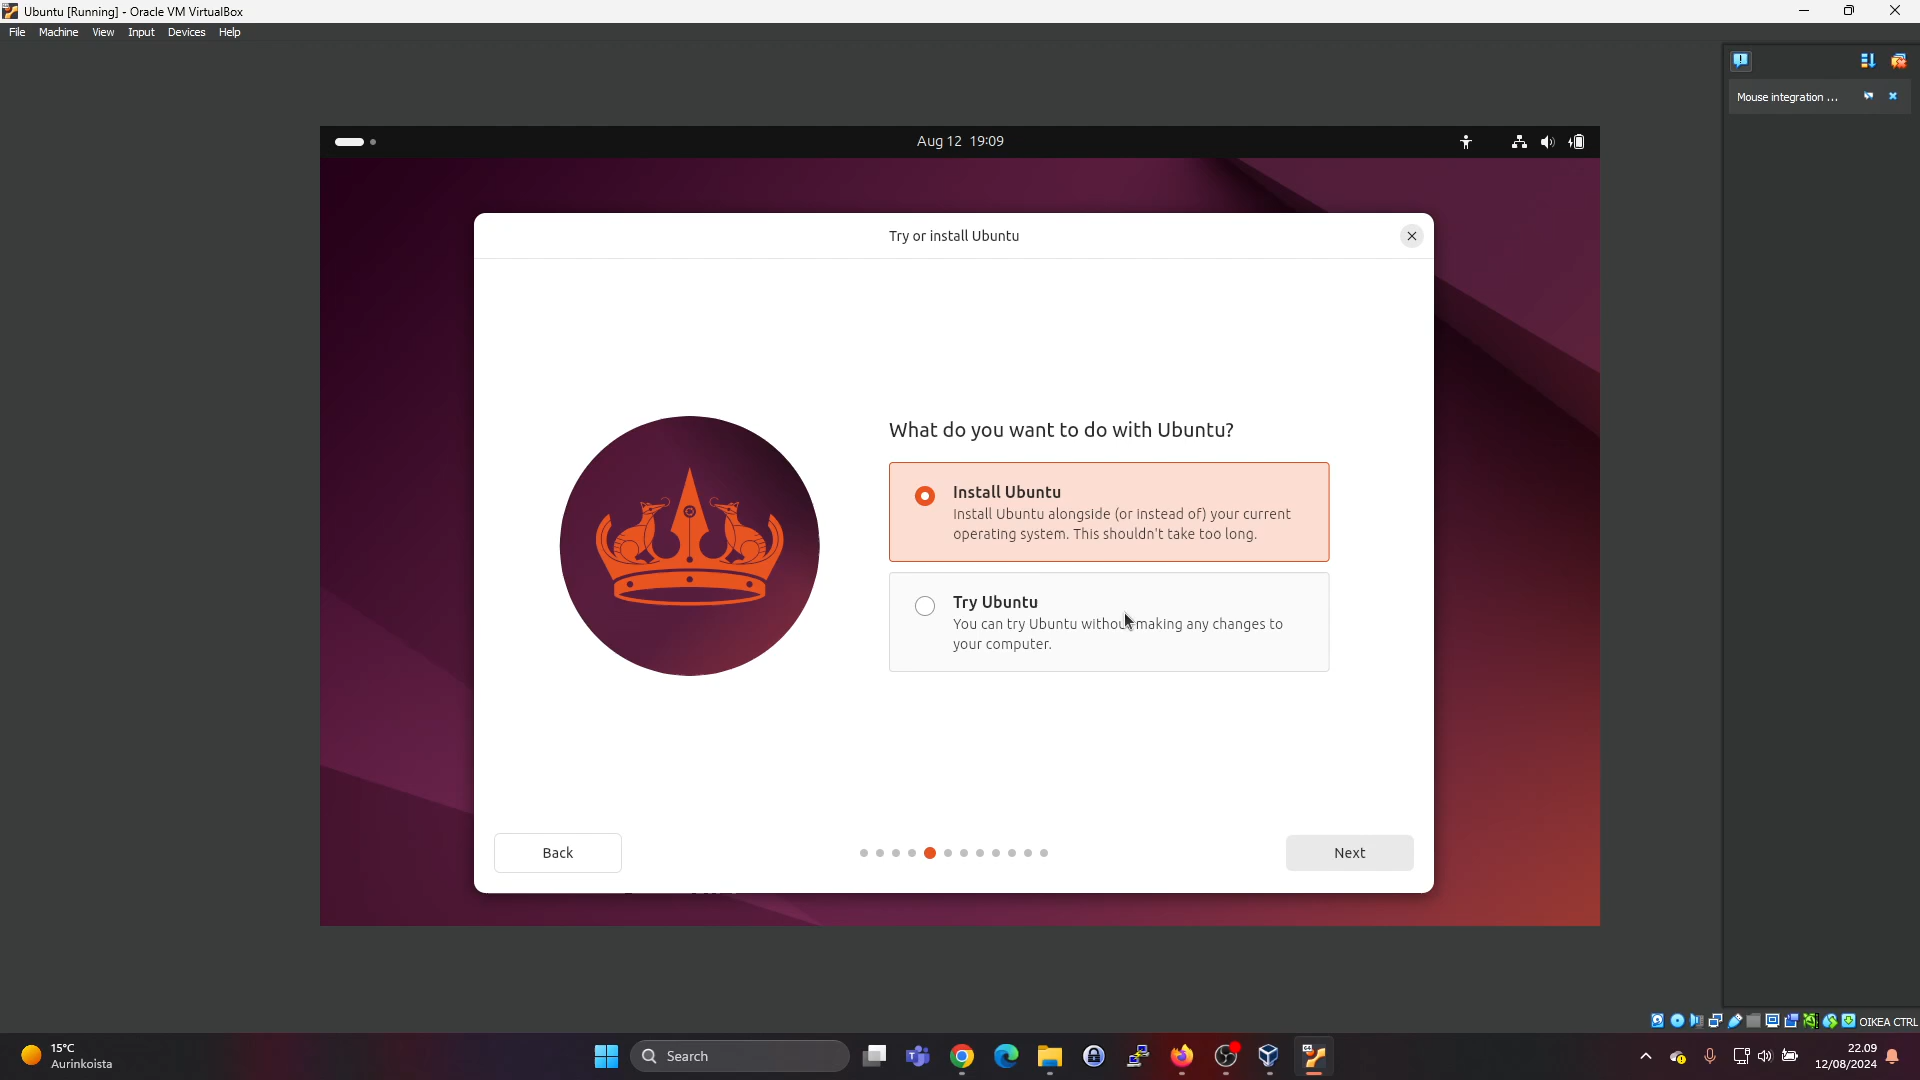 Ubuntu [Running] - Oracle VM VirtualBox
File Machine View Input Devices Help
Mouse integration ...
Aug 12 19:09
Try or install Ubuntu
What do you want to do with Ubuntu?
Install Ubuntu
Install Ubuntu alongside (or instead of) your current
operating system. This shouldn't take too long.
Try Ubuntu
You can try Ubuntu without making any changes to
your computer.
Back
Next
OIKEA CTRL
15°C
Aurinkoista
Search
22.09
12/08/2024